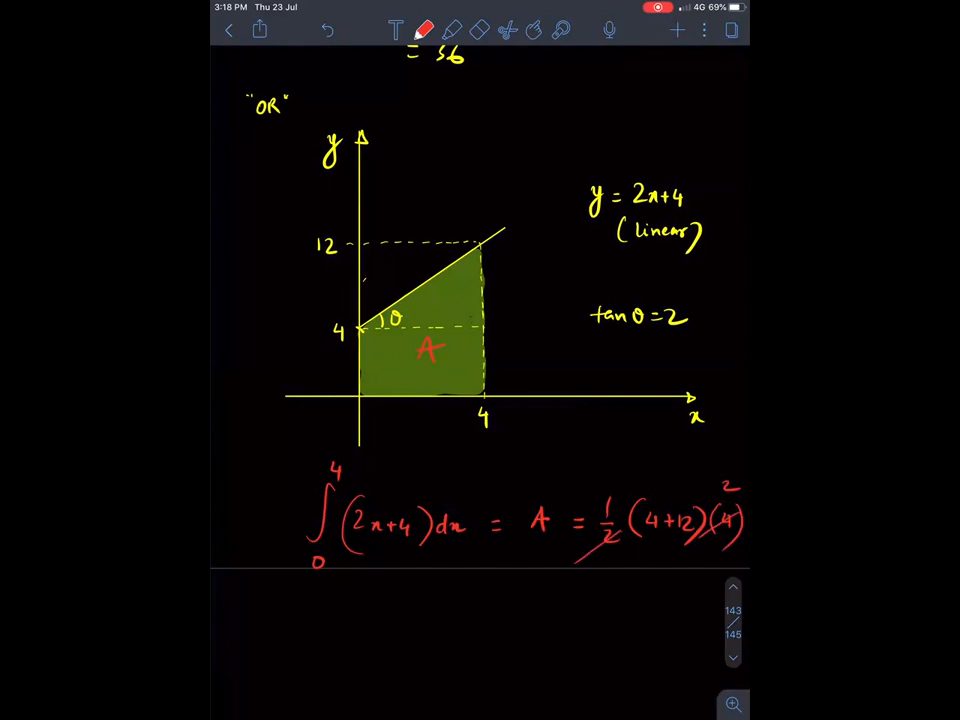 3:18 PM Thu 23 Jul
4G 69%
"OR"
y
y = 2x+4
(linear)
12
θ
tanθ=2
4
A
4
x
4
2
∫ (2x+4)dx = A = 1/2 (4+12)(4)
0
143
145